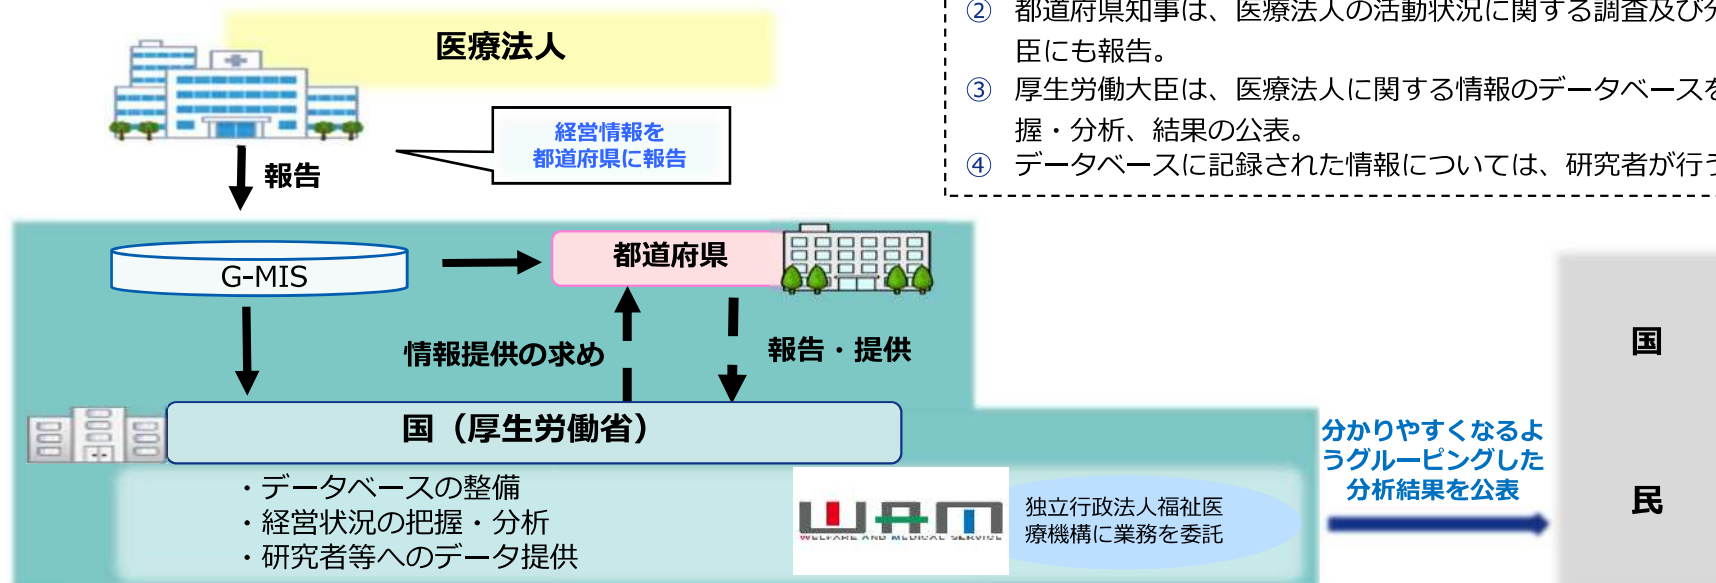 ② 都道府県知事は、医療法人の活動状況に関する調査及び
臣にも報告。
③ 厚生労働大臣は、医療法人に関する情報のデータベースを
握・分析、結果の公表。
④ データベースに記録された情報については、研究者が行う
医療法人
経営情報を
都道府県に報告
報告
G-MIS
都道府県
情報提供の求め
報告・提供
国（厚生労働省）
・データベースの整備
・経営状況の把握・分析
・研究者等へのデータ提供
WAM
WELFARE AND MEDICAL SERVICE
独立行政法人福祉医
療機構に業務を委託
分かりやすくなるよ
うグルーピングした
分析結果を公表
国
民